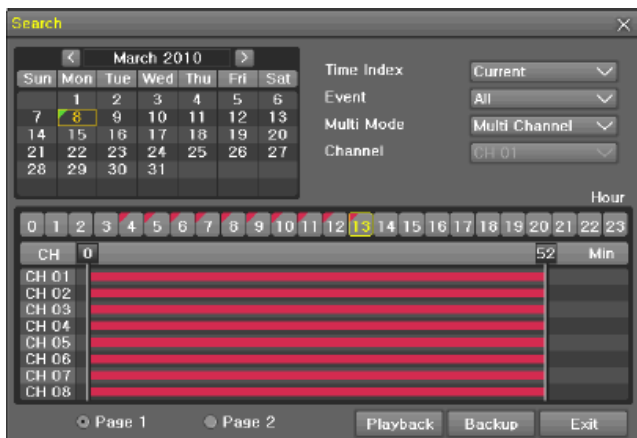 Search
March 2010
Sun Mon Tue Wed Thu Fri Sat
1 2 3 4 5 6
7 8 9 10 11 12 13
14 15 16 17 18 19 20
21 22 23 24 25 26 27
28 29 30 31
Time Index Current
Event All
Multi Mode Multi Channel
Channel CH 01
Hour
0 1 2 3 4 5 6 7 8 9 10 11 12 13 14 15 16 17 18 19 20 21 22 23
CH 0 52 Min
CH 01
CH 02
CH 03
CH 04
CH 05
CH 06
CH 07
CH 08
Page 1 Page 2 Playback Backup Exit